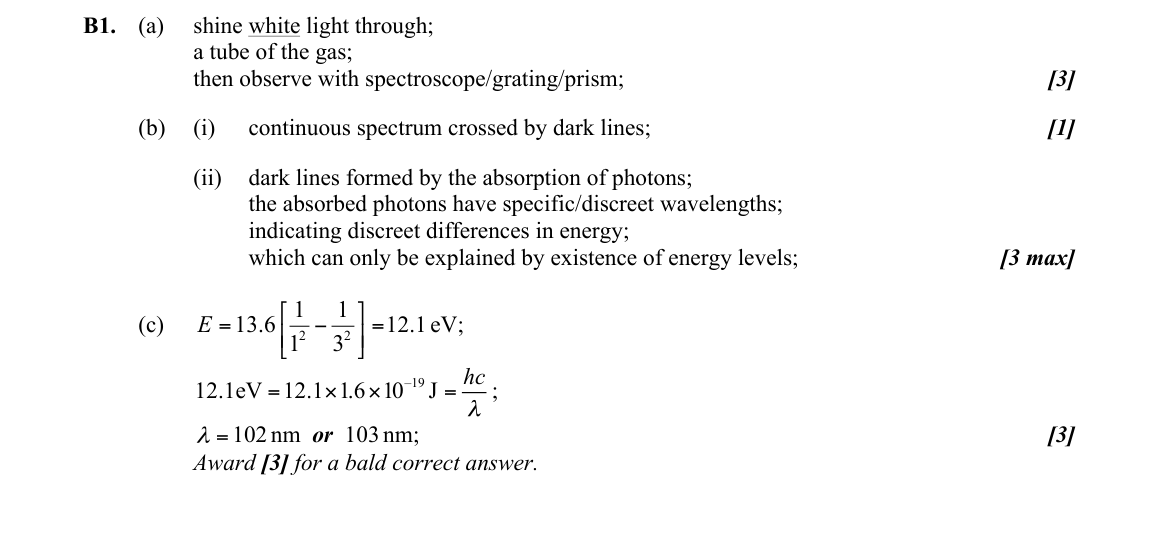 B1. (a) shine white light through;
a tube of the gas;
then observe with spectroscope/grating/prism; [3]
(b) (i) continuous spectrum crossed by dark lines; [1]
(ii) dark lines formed by the absorption of photons;
the absorbed photons have specific/discreet wavelengths;
indicating discreet differences in energy;
which can only be explained by existence of energy levels; [3 max]
(c) E = 13.6[1/1² − 1/3²] = 12.1 eV;
12.1eV = 12.1×1.6×10⁻¹⁹ J = hc/λ;
λ = 102 nm or 103 nm; [3]
Award [3] for a bald correct answer.